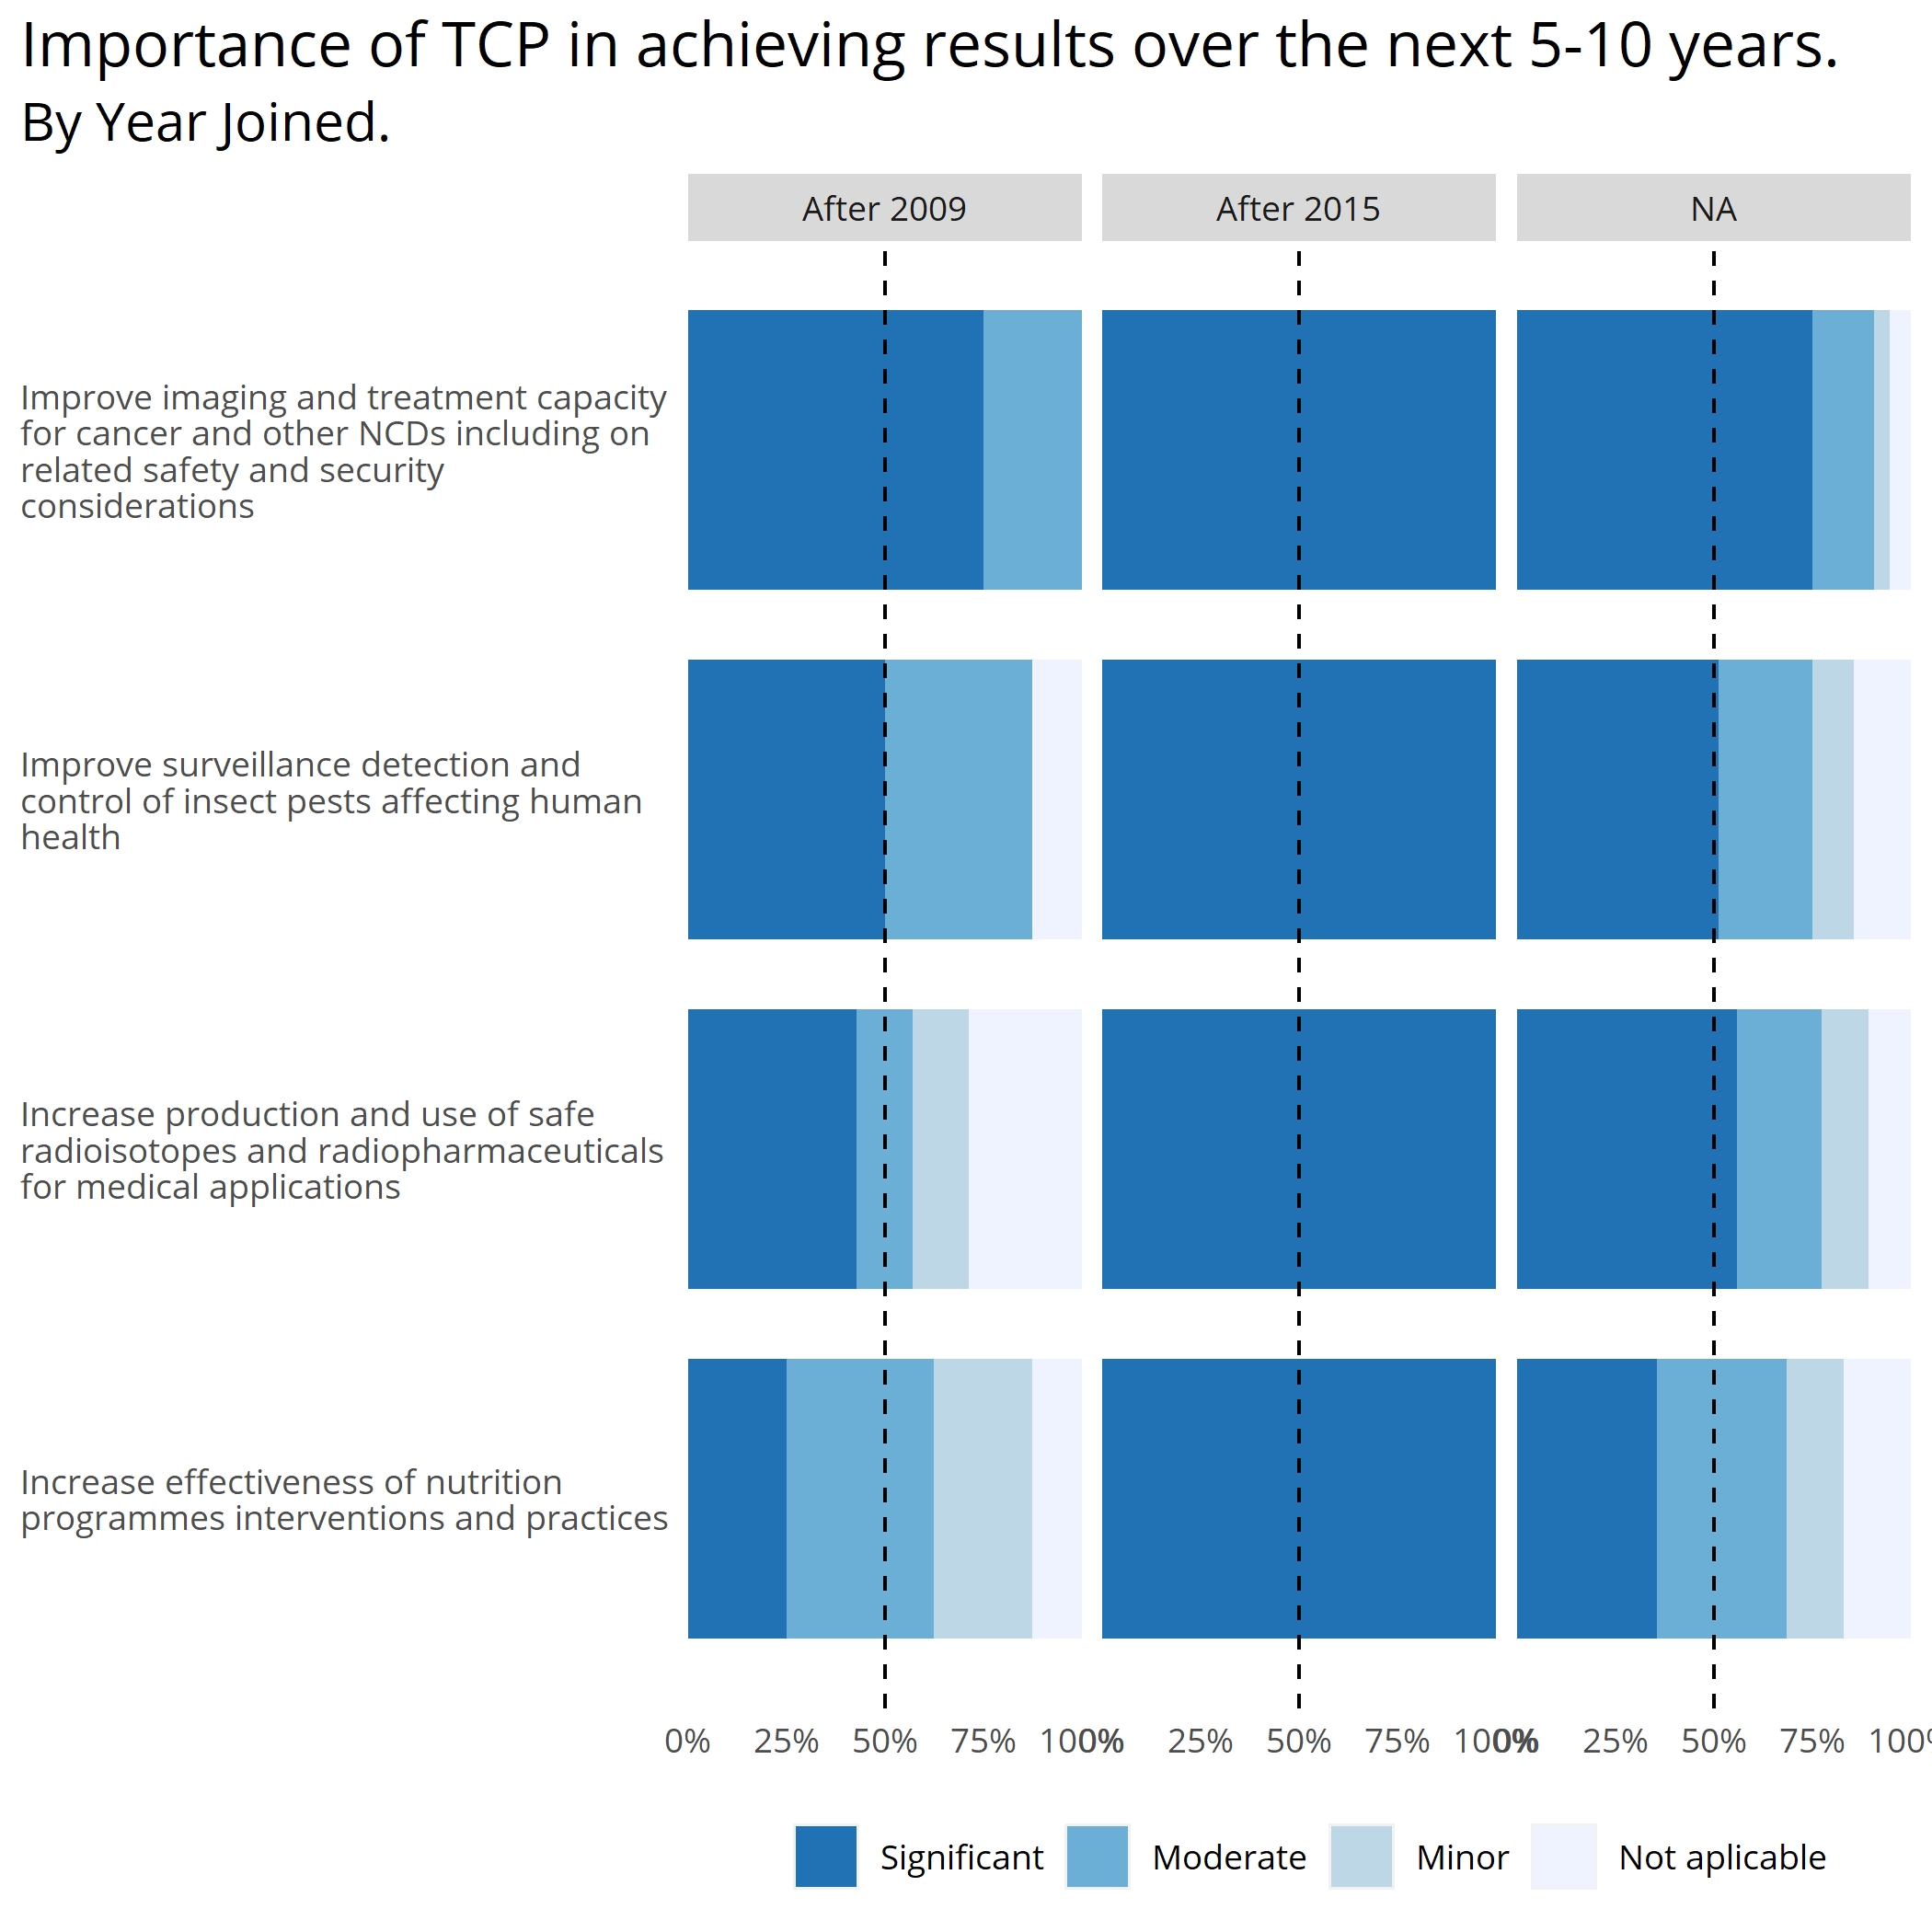 Importance of TCP in achieving results over the next 5-10 years.
By Year Joined.
After 2009
After 2015
NA
Improve imaging and treatment capacity
for cancer and other NCDs including on
related safety and security
considerations
Improve surveillance detection and
control of insect pests affecting human
health
Increase production and use of safe
radioisotopes and radiopharmaceuticals
for medical applications
Increase effectiveness of nutrition
programmes interventions and practices
0% 25% 50% 75% 100%
0% 25% 50% 75% 100%
0% 25% 50% 75% 100%
Significant Moderate Minor Not aplicable